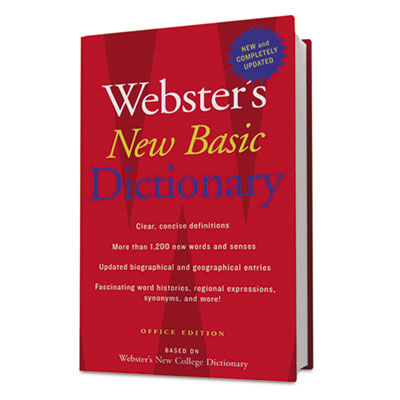 NEW and
COMPLETELY
UPDATED
Webster's
New Basic
Dictionary
Clear, concise definitions
More than 1,200 new words and senses
Updated biographical and geographical entries
Fascinating word histories, regional expressions,
synonyms, and more!
OFFICE EDITION
BASED ON
Webster's New College Dictionary